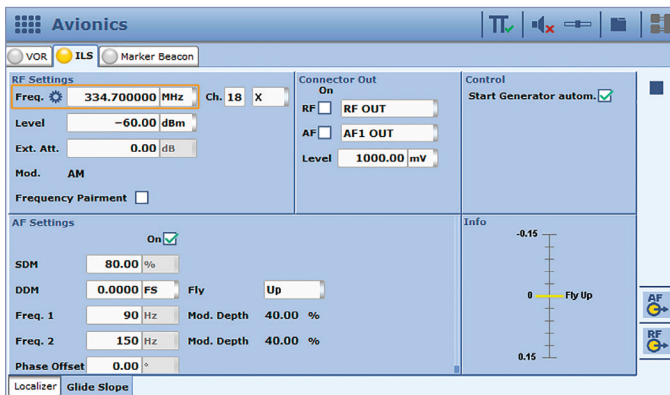 Avionics
VOR ILS Marker Beacon
RF Settings
Freq. 334.700000 MHz Ch. 18 X
Level -60.00 dBm
Ext. Att. 0.00 dB
Mod. AM
Frequency Pairment
Connector Out
On
RF RF OUT
AF AF1 OUT
Level 1000.00 mV
Control
Start Generator autom.
AF Settings
On
SDM 80.00 %
DDM 0.0000 FS Fly Up
Freq. 1 90 Hz Mod. Depth 40.00 %
Freq. 2 150 Hz Mod. Depth 40.00 %
Phase Offset 0.00 °
Info
-0.15
0 Fly Up
0.15
AF
RF
Localizer Glide Slope